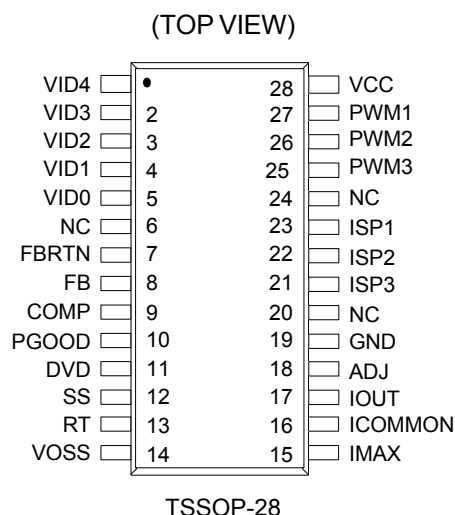 (TOP VIEW)
VID4 28 VCC
VID3 2 27 PWM1
VID2 3 26 PWM2
VID1 4 25 PWM3
VID0 5 24 NC
NC 6 23 ISP1
FBRTN 7 22 ISP2
FB 8 21 ISP3
COMP 9 20 NC
PGOOD 10 19 GND
DVD 11 18 ADJ
SS 12 17 IOUT
RT 13 16 ICOMMON
VOSS 14 15 IMAX
TSSOP-28